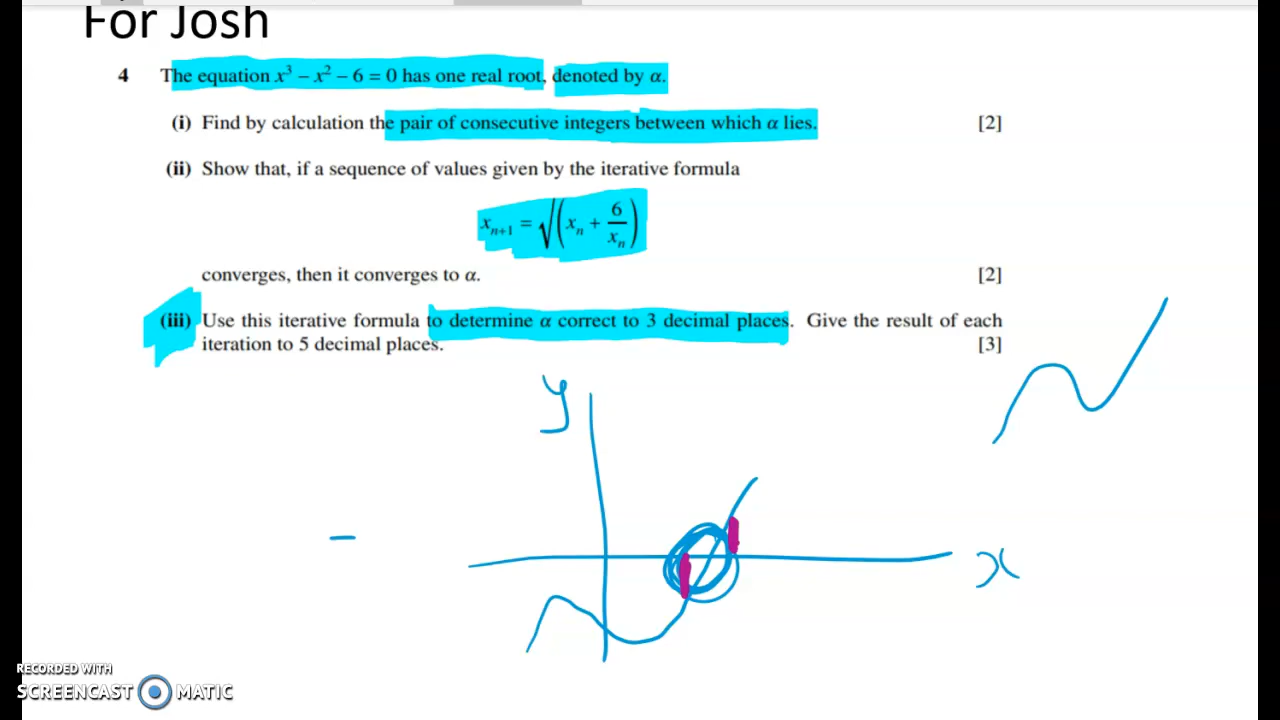 For Josh
4 The equation x³ − x² − 6 = 0 has one real root, denoted by α.
(i) Find by calculation the pair of consecutive integers between which α lies. [2]
(ii) Show that, if a sequence of values given by the iterative formula
xₙ₊₁ = √(xₙ + 6/xₙ)
converges, then it converges to α. [2]
(iii) Use this iterative formula to determine α correct to 3 decimal places. Give the result of each
iteration to 5 decimal places. [3]
y
x
RECORDED WITH
SCREENCAST MATIC